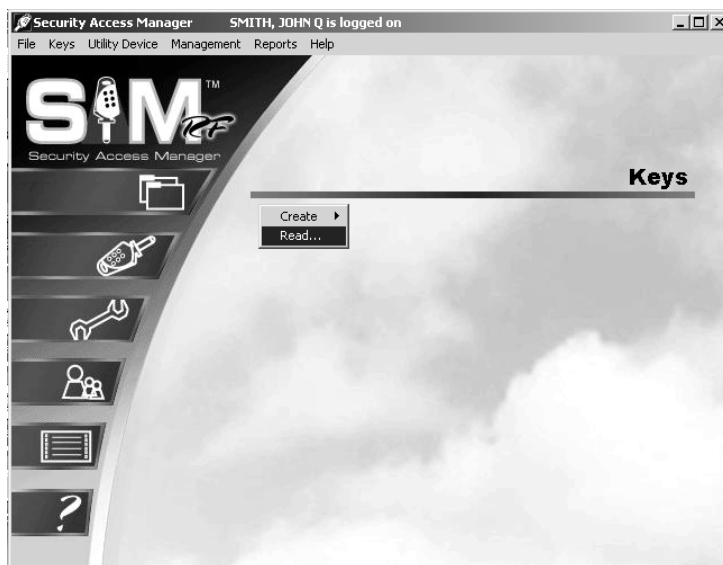 Security Access Manager SMITH, JOHN Q is logged on
File Keys Utility Device Management Reports Help
SAM™
RF
Security Access Manager
Keys
Create
Read...
?